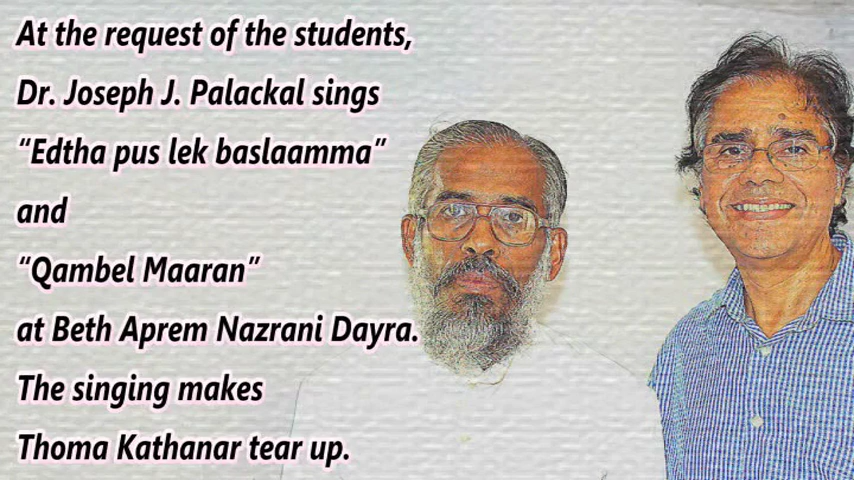 At the request of the students,
Dr. Joseph J. Palackal sings
“Edtha pus lek baslaamma”
and
“Qambel Maaran”
at Beth Aprem Nazrani Dayra.
The singing makes
Thoma Kathanar tear up.